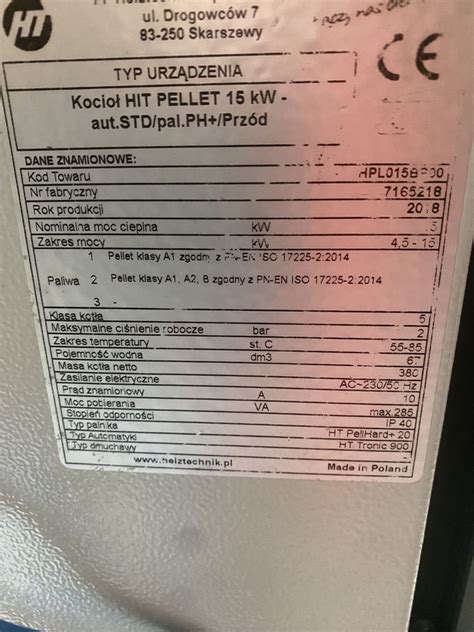 HT
ul. Drogowców 7
83-250 Skarszewy
CE
TYP URZĄDZENIA
Kocioł HIT PELLET 15 kW -
aut.STD/pal.PH+/Przód
DANE ZNAMIONOWE:
Kod Towaru
Nr fabryczny 7165218
Rok produkcji 2018
Nominalna moc cieplna kW
Zakres mocy kW 4,5 - 15
Paliwa
1 Pellet klasy A1 zgodny z PN-EN ISO 17225-2:2014
2 Pellet klasy A1, A2, B zgodny z PN-EN ISO 17225-2:2014
3 -
Klasa kotła 5
Maksymalne ciśnienie robocze bar 2
Zakres temperatury st. C 55-85
Pojemność wodna dm3 67
Masa kotła netto 380
Zasilanie elektryczne AC~230/50 Hz
Prąd znamionowy A 10
Moc pobierania VA max.285
Stopień odporności IP 40
Typ palnika HT PellHard+ 20
Typ Automatyki HT Tronic 900
Typ dmuchawy
www.heiztechnik.pl Made in Poland